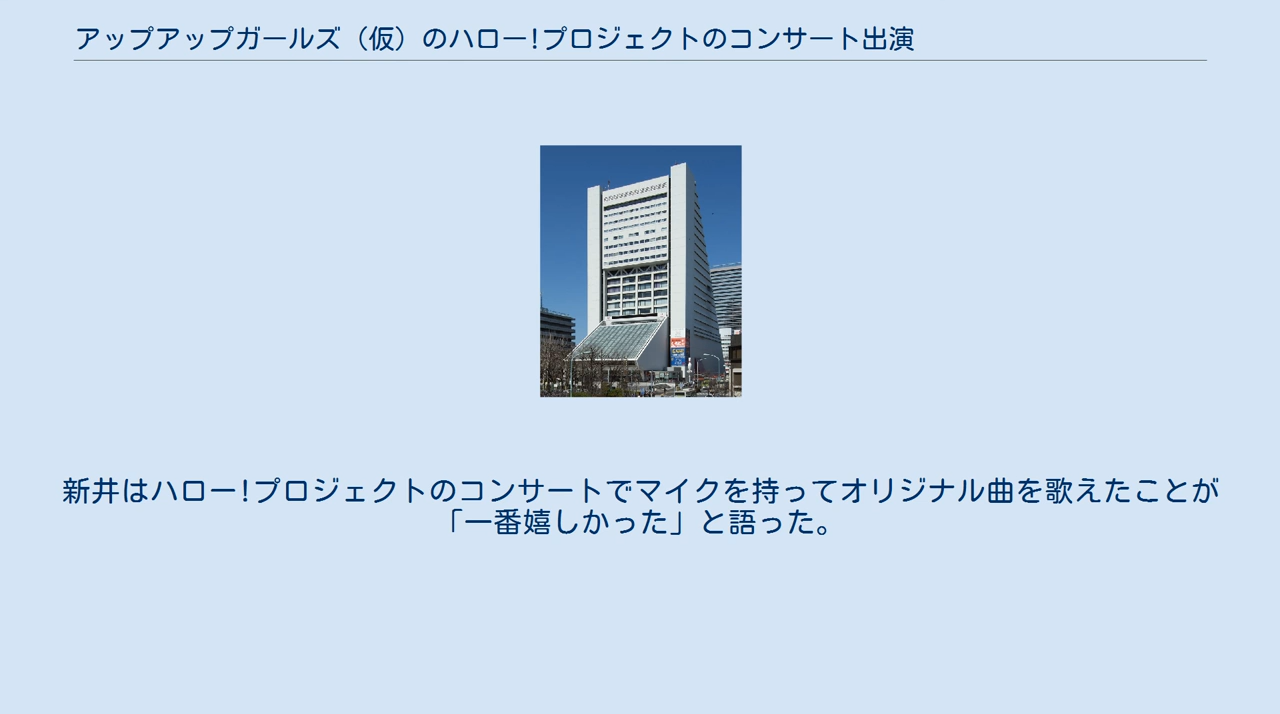 アップアップガールズ（仮）のハロー!プロジェクトのコンサート出演
新井はハロー!プロジェクトのコンサートでマイクを持ってオリジナル曲を歌えたことが
「一番嬉しかった」と語った。